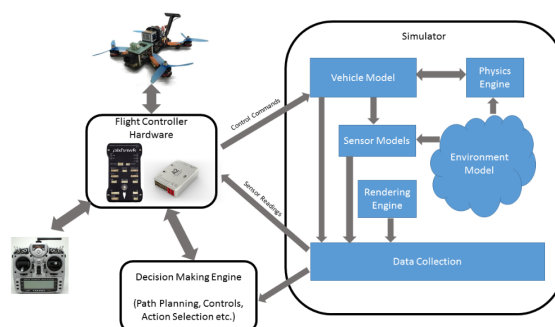 Simulator
Vehicle Model
Physics
Engine
Control Commands
Flight Controller
Hardware
pixhawk
Sensor Models
Environment
Model
Rendering
Engine
Sensor Readings
Data Collection
Decision Making Engine
(Path Planning, Controls,
Action Selection etc.)